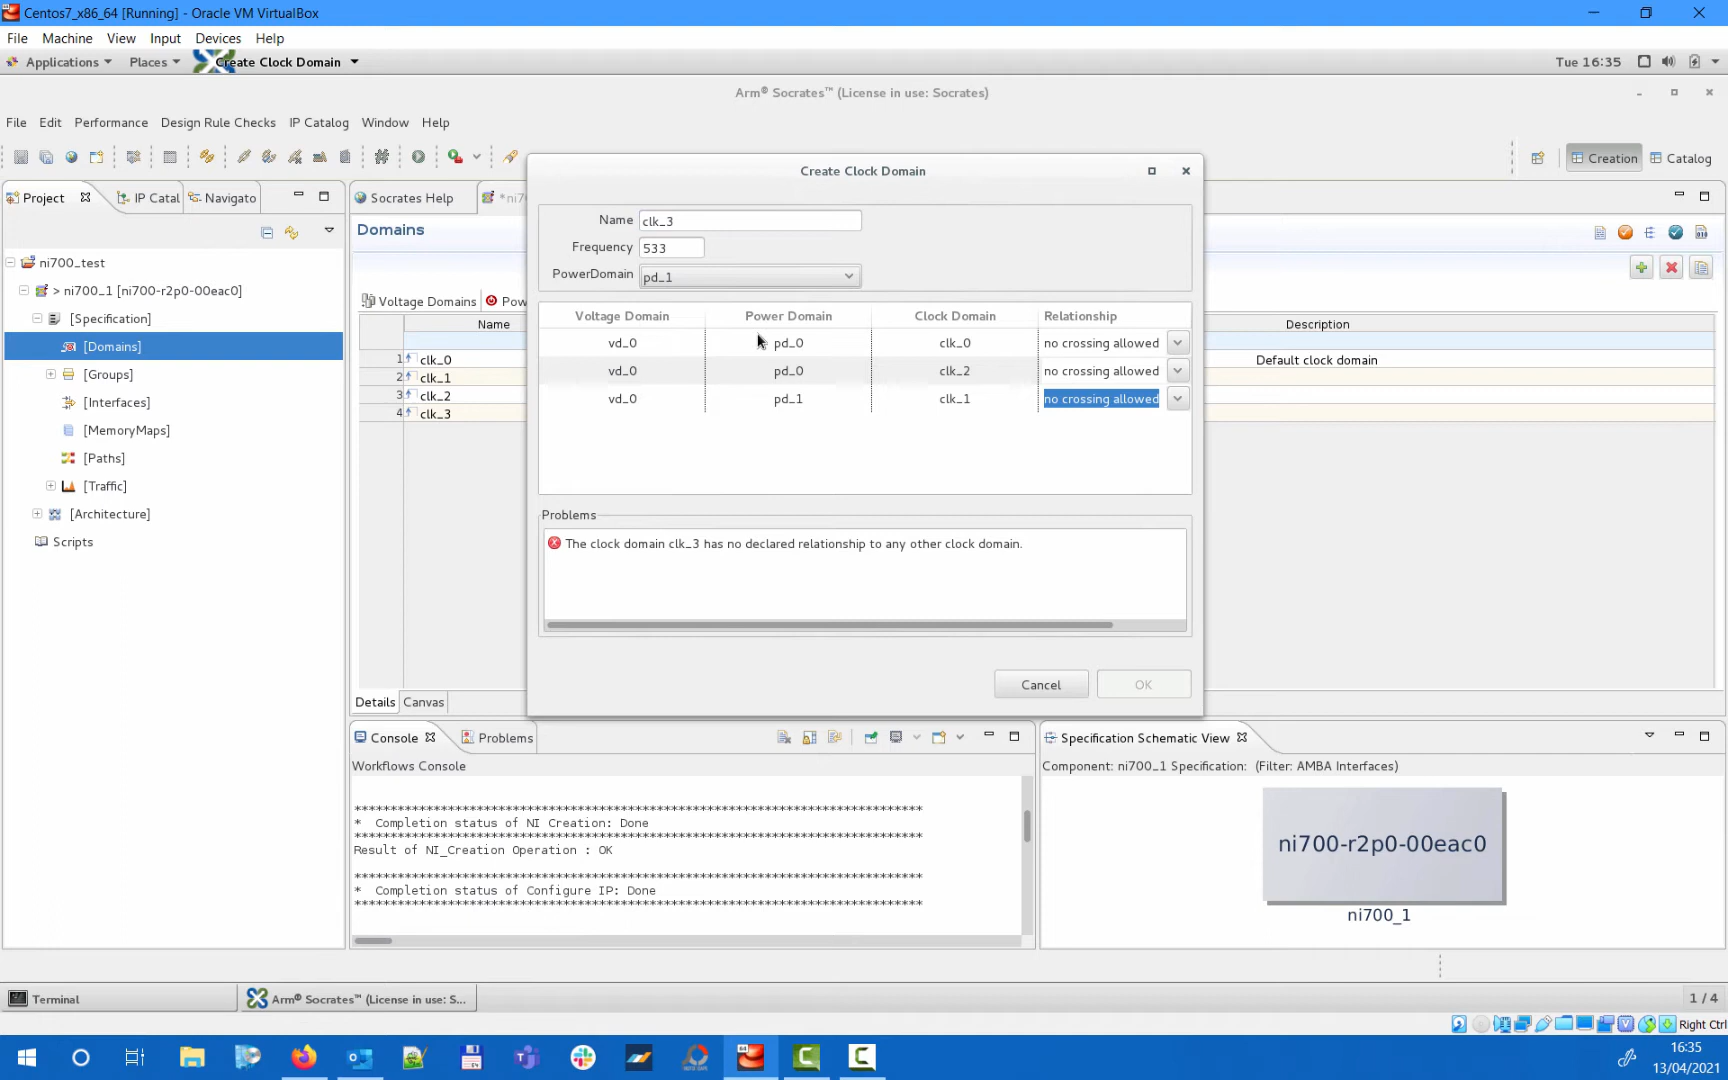 Centos7_x86_64 [Running] - Oracle VM VirtualBox
File Machine View Input Devices Help
Applications Places Create Clock Domain Tue 16:35
Arm® Socrates™ (License in use: Socrates)
File Edit Performance Design Rule Checks IP Catalog Window Help
Creation Catalog
Project IP Catal Navigato Socrates Help
Create Clock Domain
Domains
Name clk_3
Frequency 533
PowerDomain pd_1
ni700_test
> ni700_1 [ni700-r2p0-00eac0]
[Specification]
[Domains]
[Groups]
[Interfaces]
[MemoryMaps]
[Paths]
[Traffic]
[Architecture]
Scripts
Voltage Domains Pow
Name Description
1 clk_0 Default clock domain
2 clk_1
3 clk_2
4 clk_3
Voltage Domain Power Domain Clock Domain Relationship
vd_0 pd_0 clk_0 no crossing allowed
vd_0 pd_0 clk_2 no crossing allowed
vd_0 pd_1 clk_1 no crossing allowed
Problems
The clock domain clk_3 has no declared relationship to any other clock domain.
Cancel OK
Details Canvas
Console Problems
Workflows Console
********************************************************************************
* Completion status of NI Creation: Done
********************************************************************************
Result of NI_Creation Operation : OK
********************************************************************************
* Completion status of Configure IP: Done
********************************************************************************
Specification Schematic View
Component: ni700_1 Specification: (Filter: AMBA Interfaces)
ni700-r2p0-00eac0
ni700_1
Terminal Arm® Socrates™ (License in use: S... 1 / 4
Right Ctrl
16:35
13/04/2021